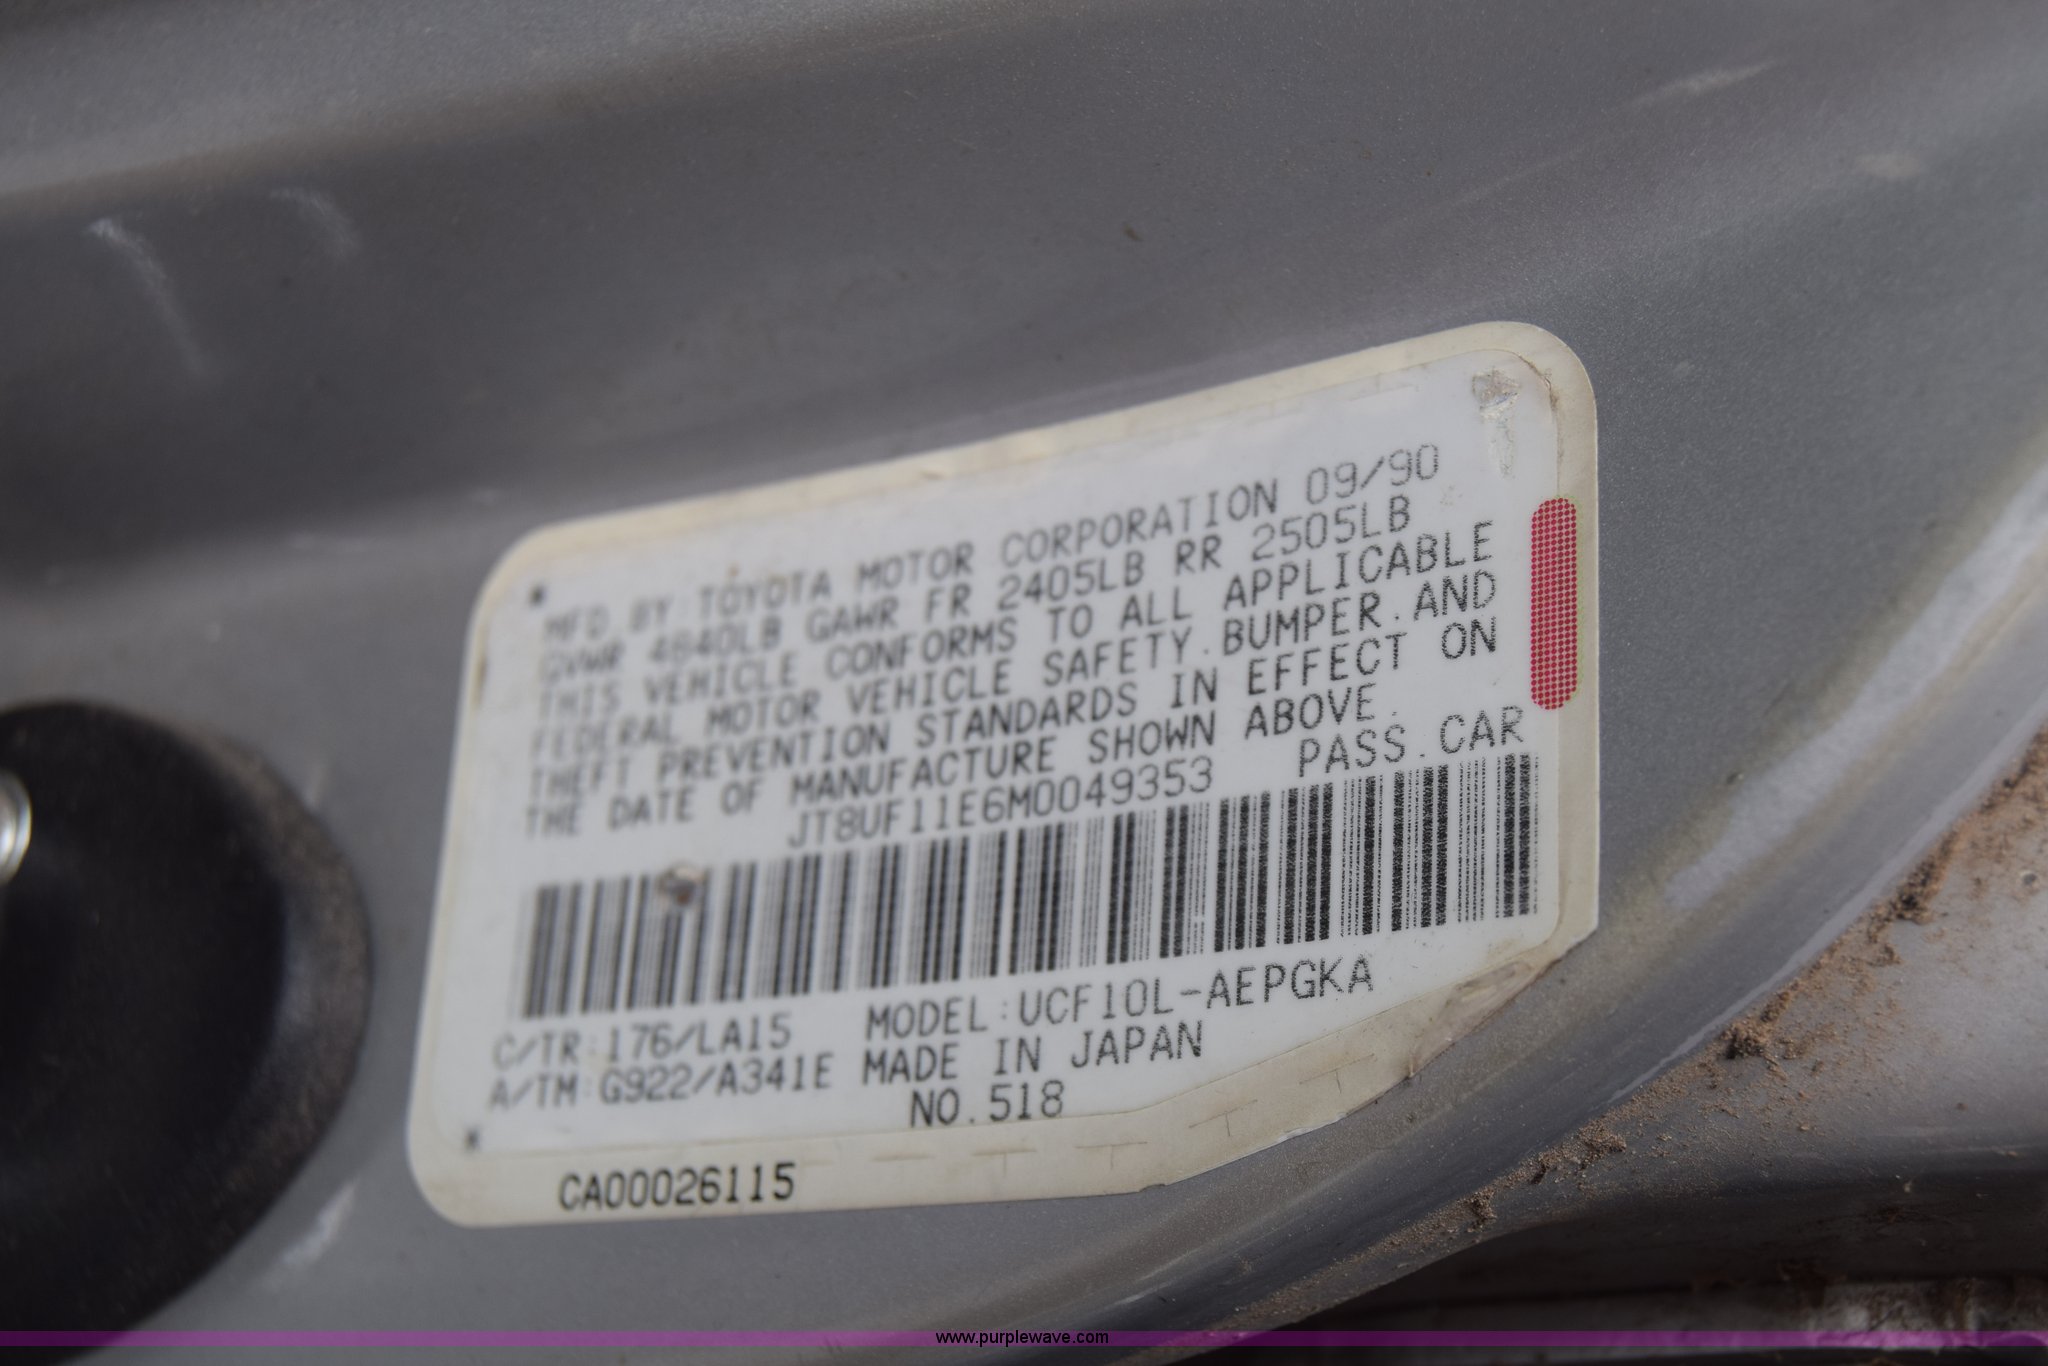 MFD BY TOYOTA MOTOR CORPORATION 09/90
GVWR 4840LB GAWR FR 2405LB RR 2505LB
THIS VEHICLE CONFORMS TO ALL APPLICABLE
FEDERAL MOTOR VEHICLE SAFETY.BUMPER.AND
THEFT PREVENTION STANDARDS IN EFFECT ON
THE DATE OF MANUFACTURE SHOWN ABOVE.
JT8UF11E6M0049353 PASS.CAR
C/TR:176/LA15 MODEL:UCF10L-AEPGKA
A/TM:G922/A341E MADE IN JAPAN
NO.518
CA00026115
www.purplewave.com